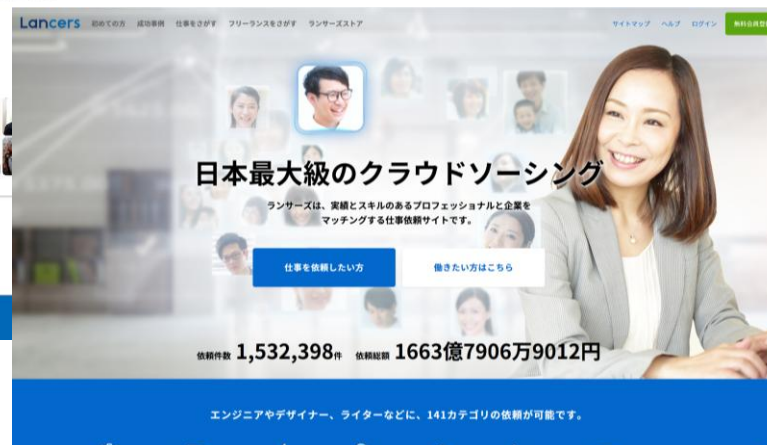 Lancers 初めての方 成功事例 仕事をさがす フリーランスをさがす ランサーズストア
サイトマップ ヘルプ ログイン 無料会員登
日本最大級のクラウドソーシング
ランサーズは、実績とスキルのあるプロフェッショナルと企業を
マッチングする仕事依頼サイトです。
仕事を依頼したい方 働きたい方はこちら
依頼件数 1,532,398件 依頼総額 1663億7906万9012円
エンジニアやデザイナー、ライターなどに、141カテゴリの依頼が可能です。